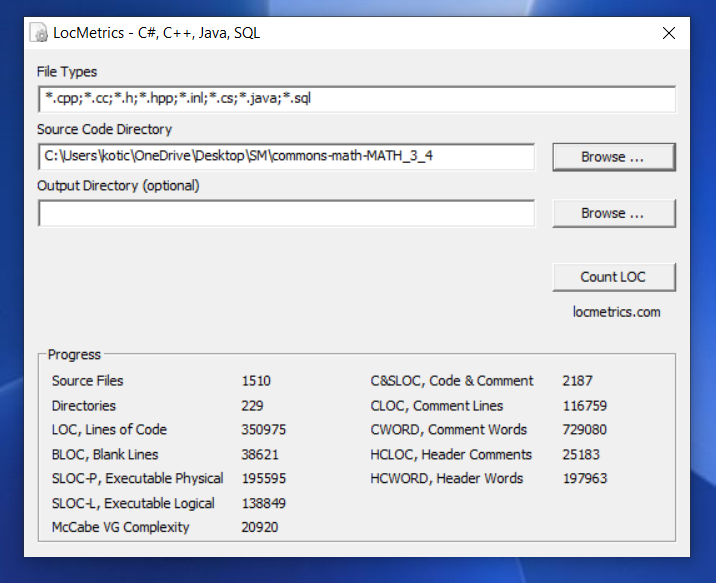 LocMetrics - C#, C++, Java, SQL
File Types
*.cpp;*.cc;*.h;*.hpp;*.inl;*.cs;*.java;*.sql
Source Code Directory
C:\Users\kotic\OneDrive\Desktop\SM\commons-math-MATH_3_4
Browse ...
Output Directory (optional)
Browse ...
Count LOC
locmetrics.com
Progress
Source Files 1510 C&SLOC, Code & Comment 2187
Directories 229 CLOC, Comment Lines 116759
LOC, Lines of Code 350975 CWORD, Comment Words 729080
BLOC, Blank Lines 38621 HCLOC, Header Comments 25183
SLOC-P, Executable Physical 195595 HCWORD, Header Words 197963
SLOC-L, Executable Logical 138849
McCabe VG Complexity 20920